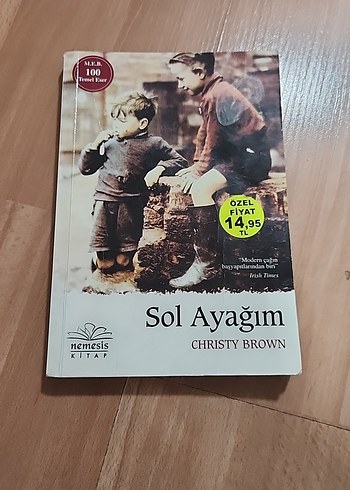 M.E.B.
100
Temel Eser
ÖZEL
FİYAT
14,95
TL
"Modern çağın
başyapıtlarından biri"
Irish Times
Sol Ayağım
CHRISTY BROWN
nemesis
KİTAP